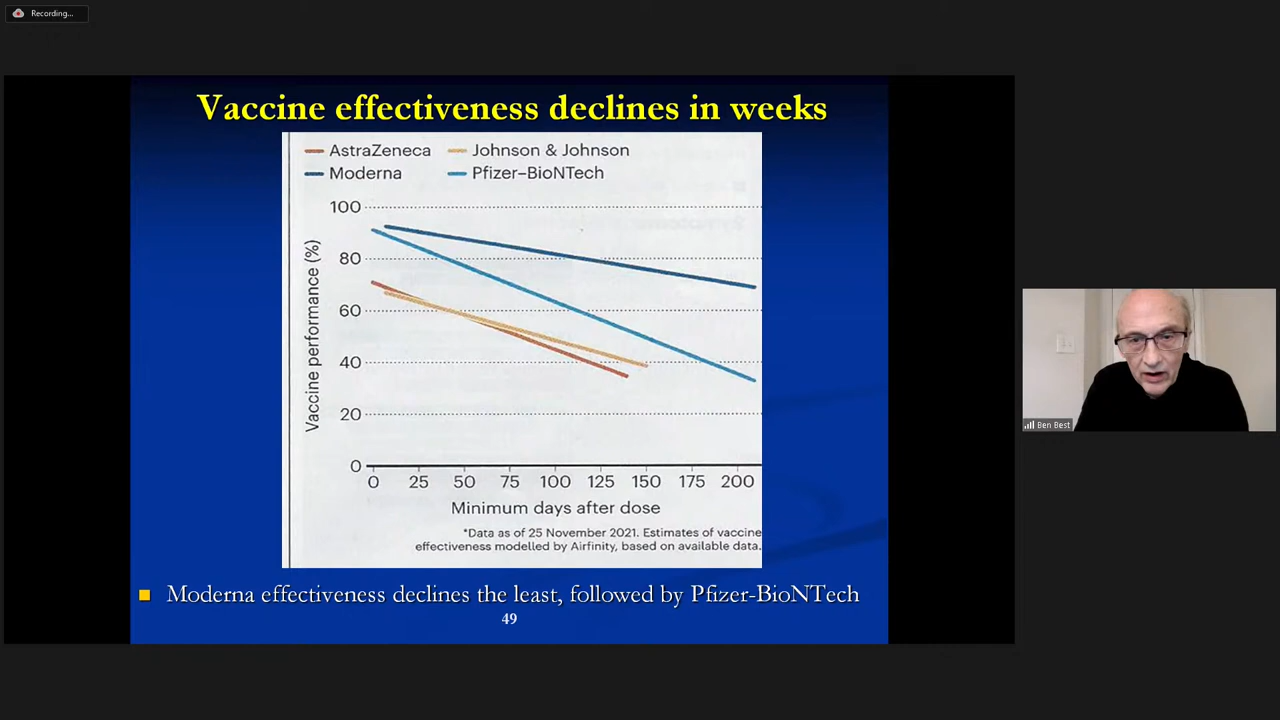 Recording...
Vaccine effectiveness declines in weeks
AstraZeneca Johnson & Johnson
Moderna Pfizer–BioNTech
100
80
60
40
20
0
Vaccine performance (%)
0 25 50 75 100 125 150 175 200
Minimum days after dose
*Data as of 25 November 2021. Estimates of vaccine
effectiveness modelled by Airfinity, based on available data.
Moderna effectiveness declines the least, followed by Pfizer-BioNTech
49
Ben Best